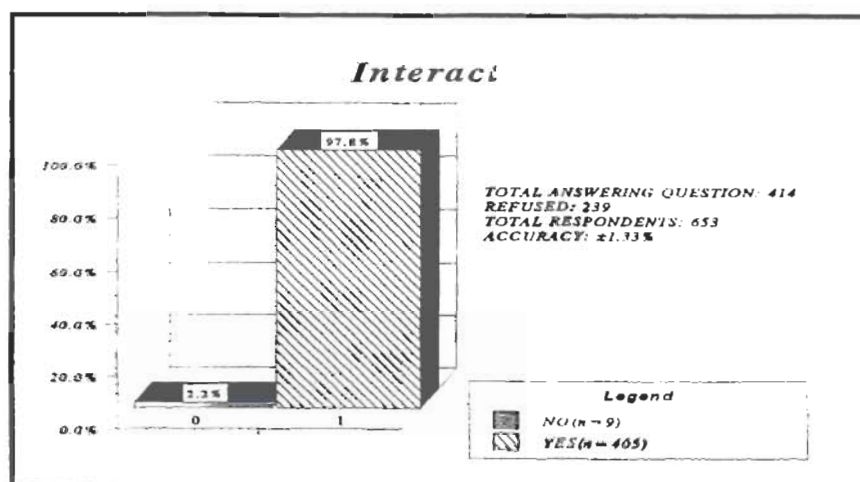 Interact
97.8%
100.0%
80.0%
60.0%
40.0%
20.0%
0.0%
2.2%
0
1
TOTAL ANSWERING QUESTION: 414
REFUSED: 239
TOTAL RESPONDENTS: 653
ACCURACY: ±1.33%
Legend
NO(n=9)
YES(n=405)